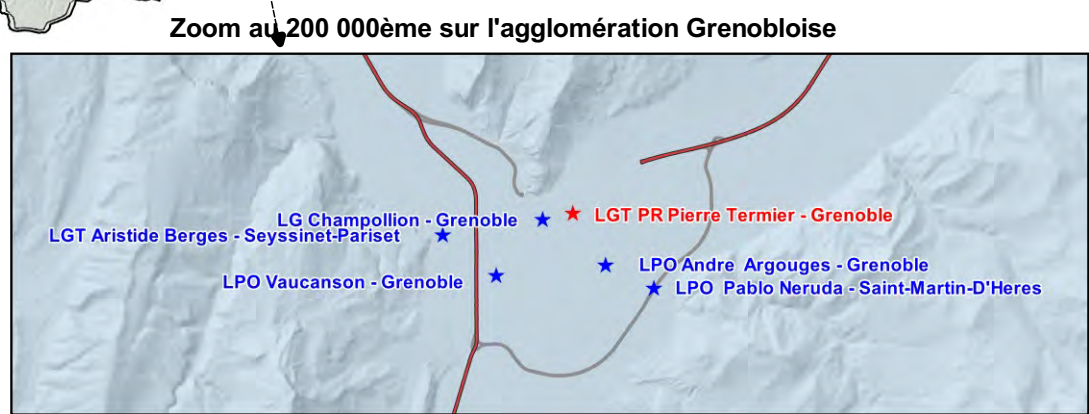 Zoom au 200 000ème sur l'agglomération Grenobloise
LG Champollion - Grenoble
LGT PR Pierre Termier - Grenoble
LGT Aristide Berges - Seyssinet-Pariset
LPO Andre Argouges - Grenoble
LPO Vaucanson - Grenoble
LPO Pablo Neruda - Saint-Martin-D'Heres